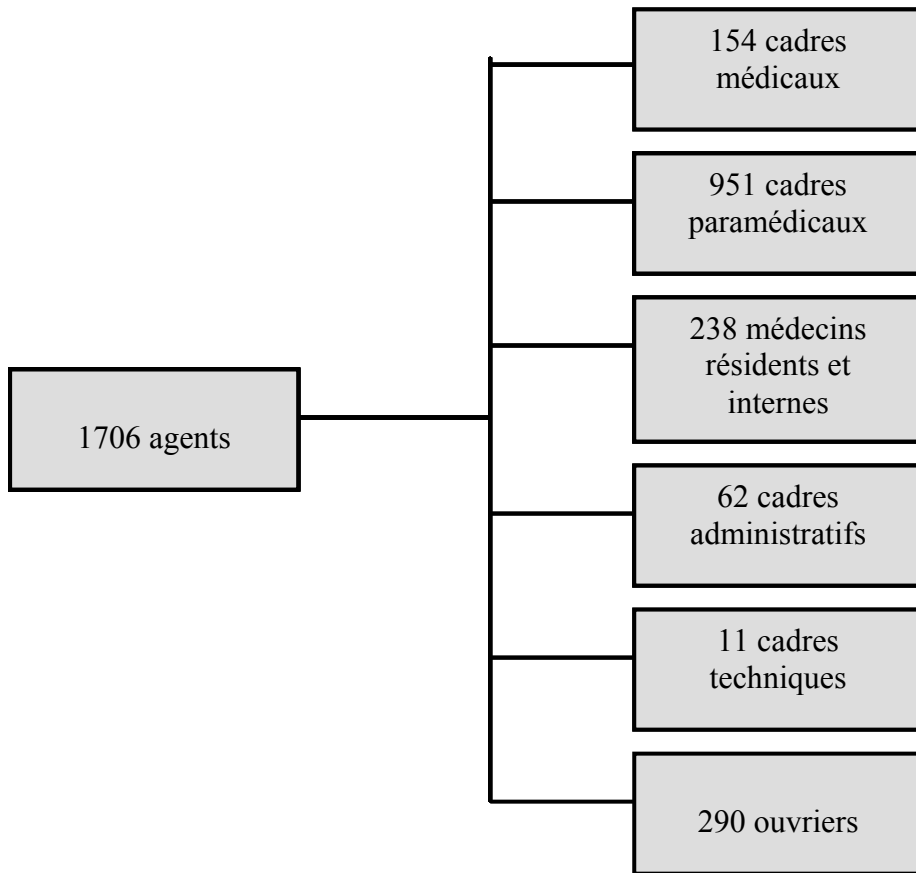 154 cadres
médicaux
951 cadres
paramédicaux
238 médecins
résidents et
internes
1706 agents
62 cadres
administratifs
11 cadres
techniques
290 ouvriers